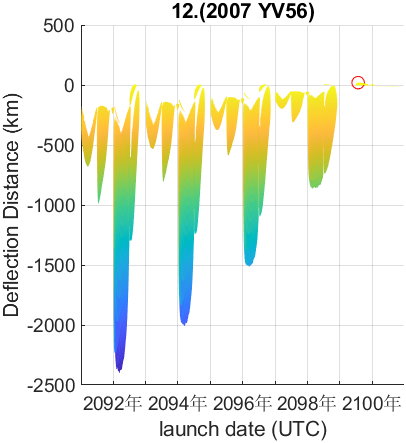 12.(2007 YV56)
500
0
-500
-1000
-1500
-2000
-2500
Deflection Distance (km)
2092年 2094年 2096年 2098年 2100年
launch date (UTC)